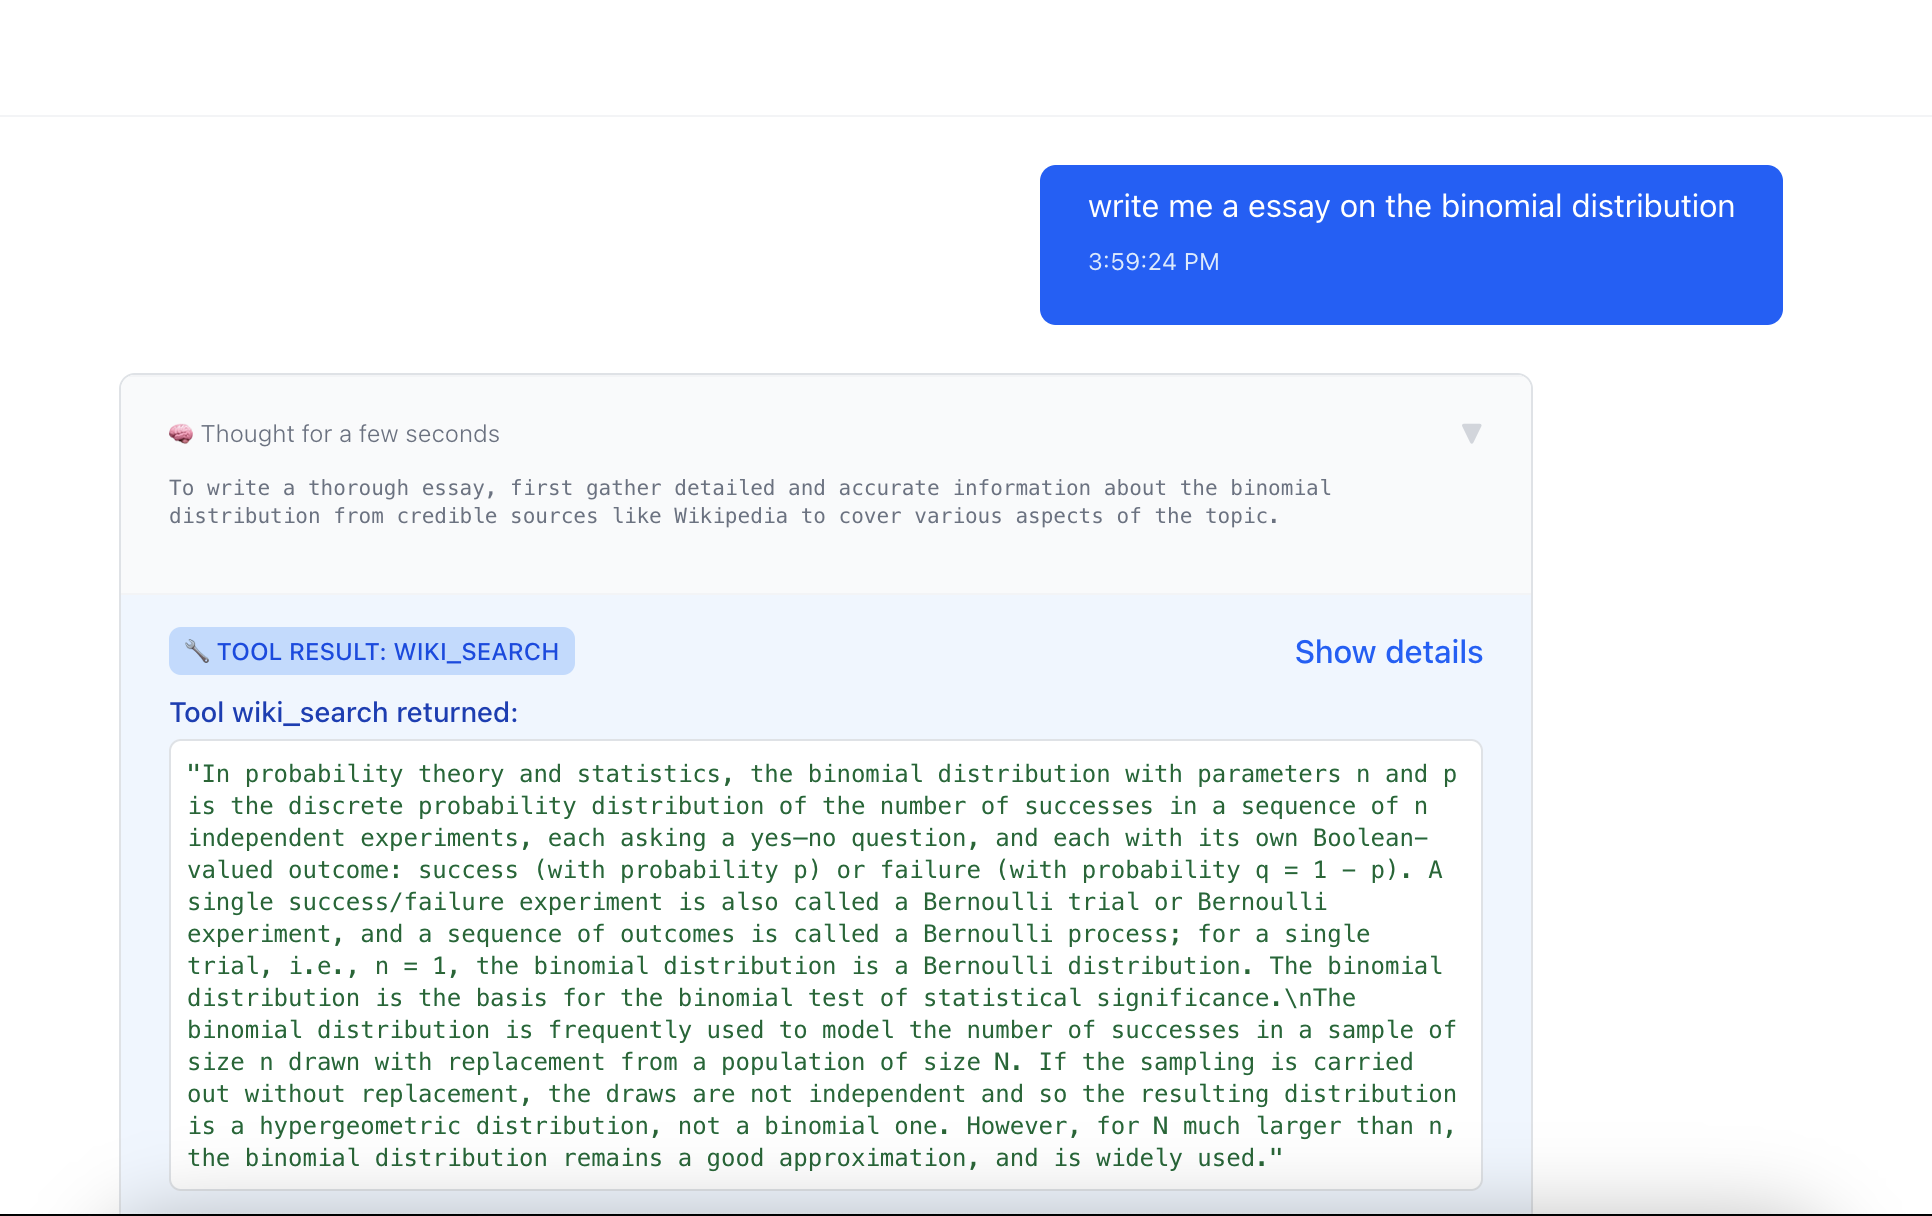 write me a essay on the binomial distribution
3:59:24 PM
🧠 Thought for a few seconds
▼
To write a thorough essay, first gather detailed and accurate information about the binomial
distribution from credible sources like Wikipedia to cover various aspects of the topic.
🔧 TOOL RESULT: WIKI_SEARCH
Show details
Tool wiki_search returned:
"In probability theory and statistics, the binomial distribution with parameters n and p
is the discrete probability distribution of the number of successes in a sequence of n
independent experiments, each asking a yes–no question, and each with its own Boolean-
valued outcome: success (with probability p) or failure (with probability q = 1 − p). A
single success/failure experiment is also called a Bernoulli trial or Bernoulli
experiment, and a sequence of outcomes is called a Bernoulli process; for a single
trial, i.e., n = 1, the binomial distribution is a Bernoulli distribution. The binomial
distribution is the basis for the binomial test of statistical significance.\nThe
binomial distribution is frequently used to model the number of successes in a sample of
size n drawn with replacement from a population of size N. If the sampling is carried
out without replacement, the draws are not independent and so the resulting distribution
is a hypergeometric distribution, not a binomial one. However, for N much larger than n,
the binomial distribution remains a good approximation, and is widely used."